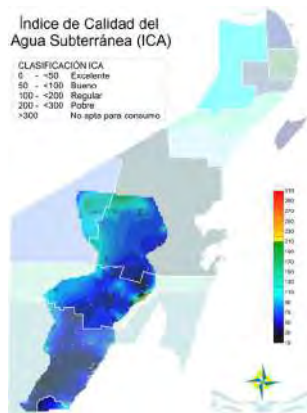 Índice de Calidad del
Agua Subterránea (ICA)
CLASIFICACIÓN ICA
0 - <50 Excelente
50 - <100 Bueno
100 - <200 Regular
200 - <300 Pobre
>300 No apta para consumo